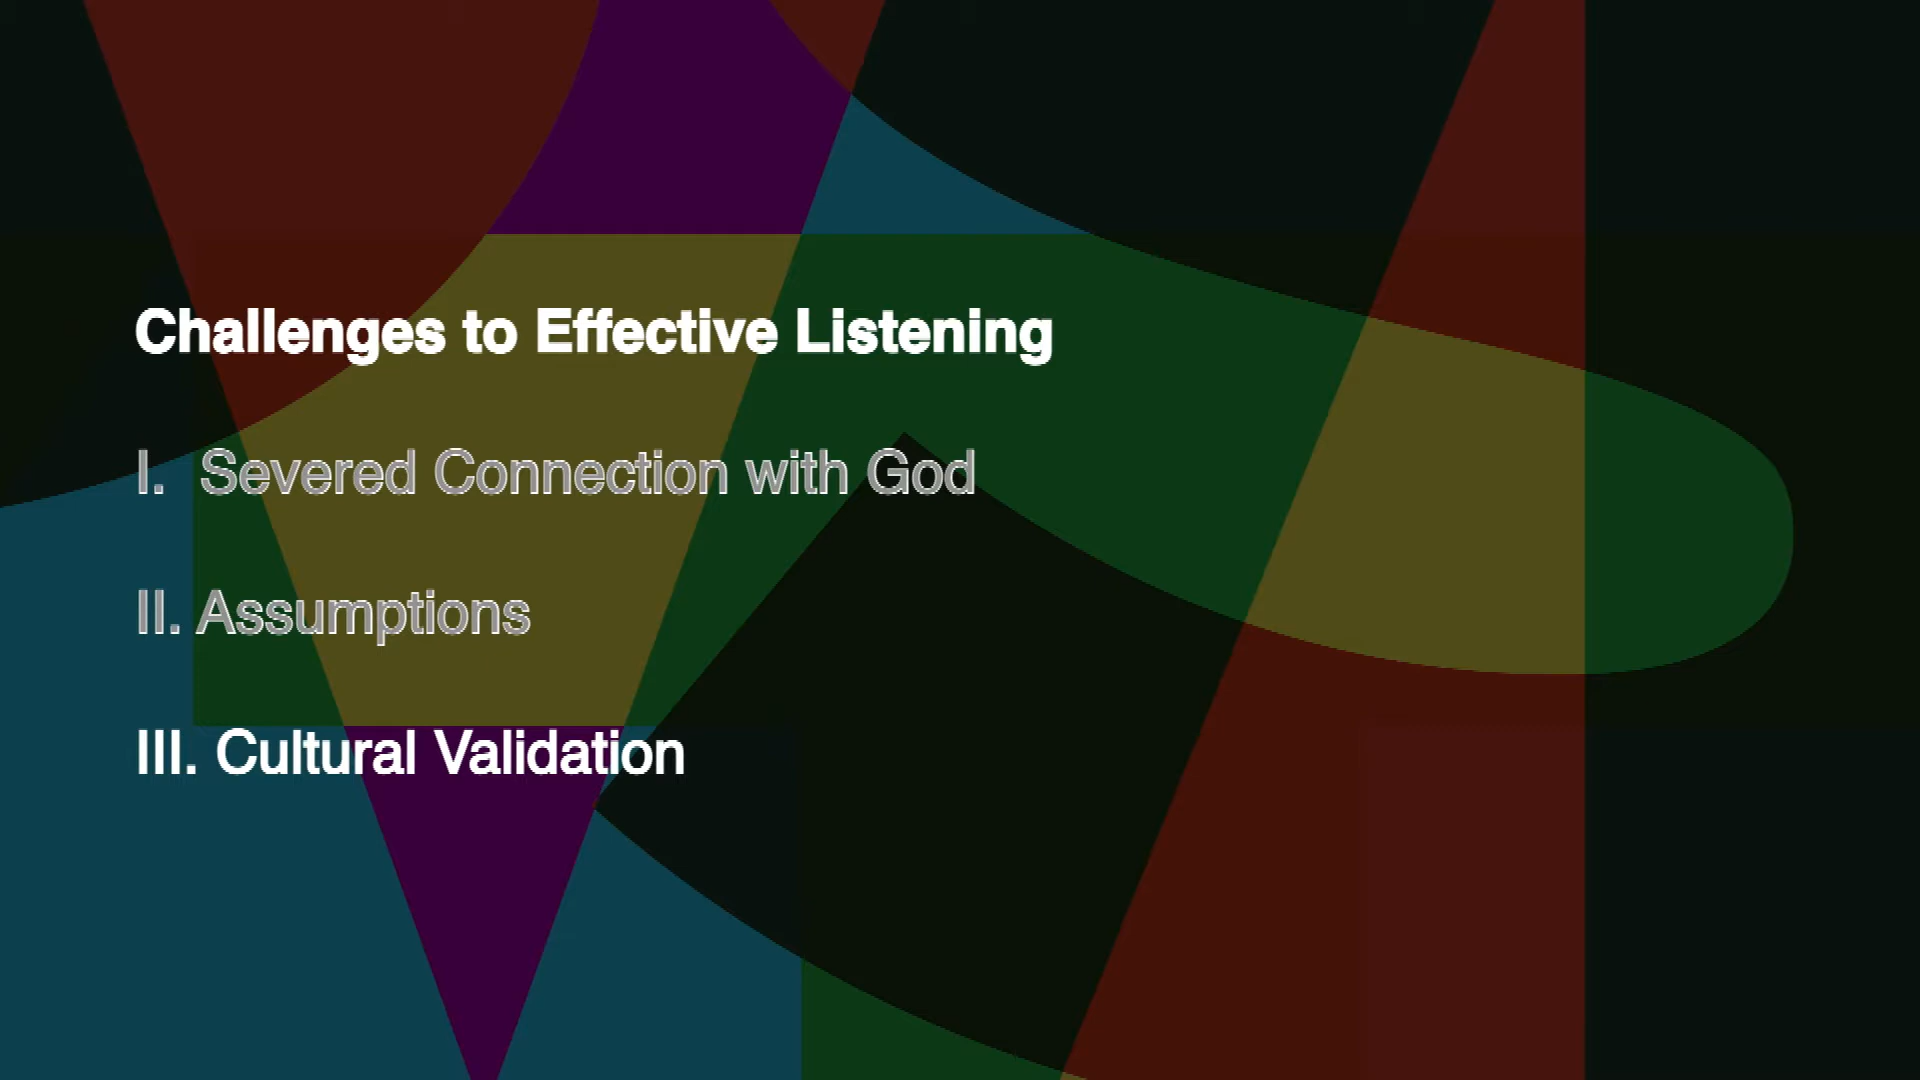 Challenges to Effective Listening
I. Severed Connection with God
II. Assumptions
III. Cultural Validation